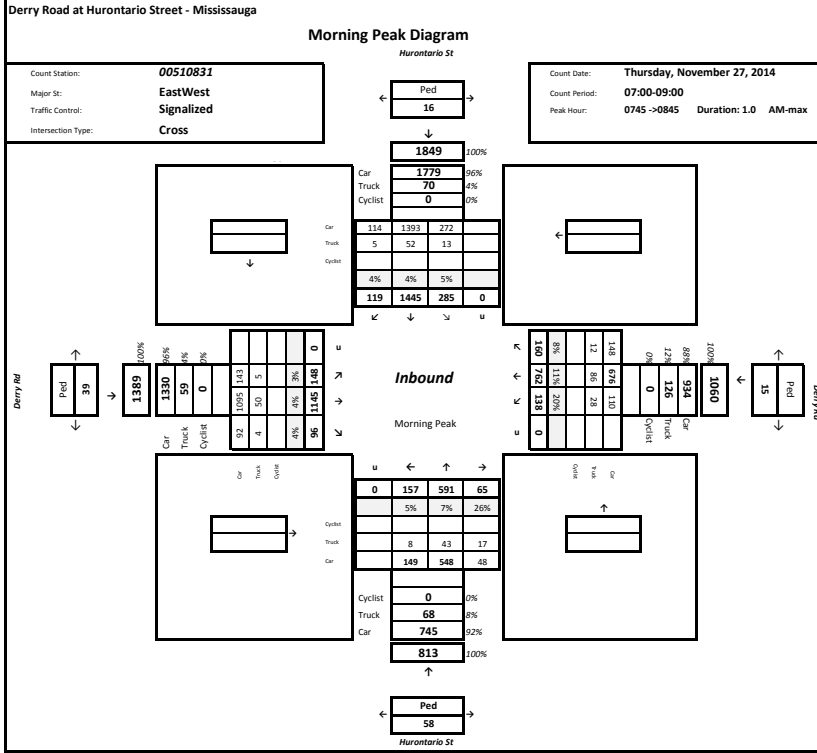 Derry Road at Hurontario Street - Mississauga
Morning Peak Diagram
Hurontario St
Count Station: 00510831
Major St: EastWest
Traffic Control: Signalized
Intersection Type: Cross
Count Date: Thursday, November 27, 2014
Count Period: 07:00-09:00
Peak Hour: 0745 ->0845 Duration: 1.0 AM-max
← Ped →
16
↓
1849 100%
Car 1779 96%
Truck 70 4%
Cyclist 0 0%
Car 114 1393 272
Truck 5 52 13
Cyclist
4% 4% 5%
119 1445 285 0
↙ ↓ ↘ u
↓
←
Derry Rd
↑ Ped 39 ↓
→
1389 100%
1330 96% Car
59 4% Truck
0 0% Cyclist
0 u
143 5 3% 148 ↗
1095 50 4% 1145 →
92 4 4% 96 ↘
Car Truck Cyclist
Inbound
Morning Peak
↖ 160 8% 12 148
← 762 11% 86 676
↙ 138 20% 28 110
u 0
Cyclist Truck Car
0% 0 Cyclist
12% 126 Truck
88% 934 Car
100% 1060
←
↑ 15 Ped ↓
Derry Rd
u ← ↑ →
0 157 591 65
5% 7% 26%
Cyclist
Truck 8 43 17
Car 149 548 48
→
↑
Cyclist 0 0%
Truck 68 8%
Car 745 92%
813 100%
↑
← Ped →
58
Hurontario St